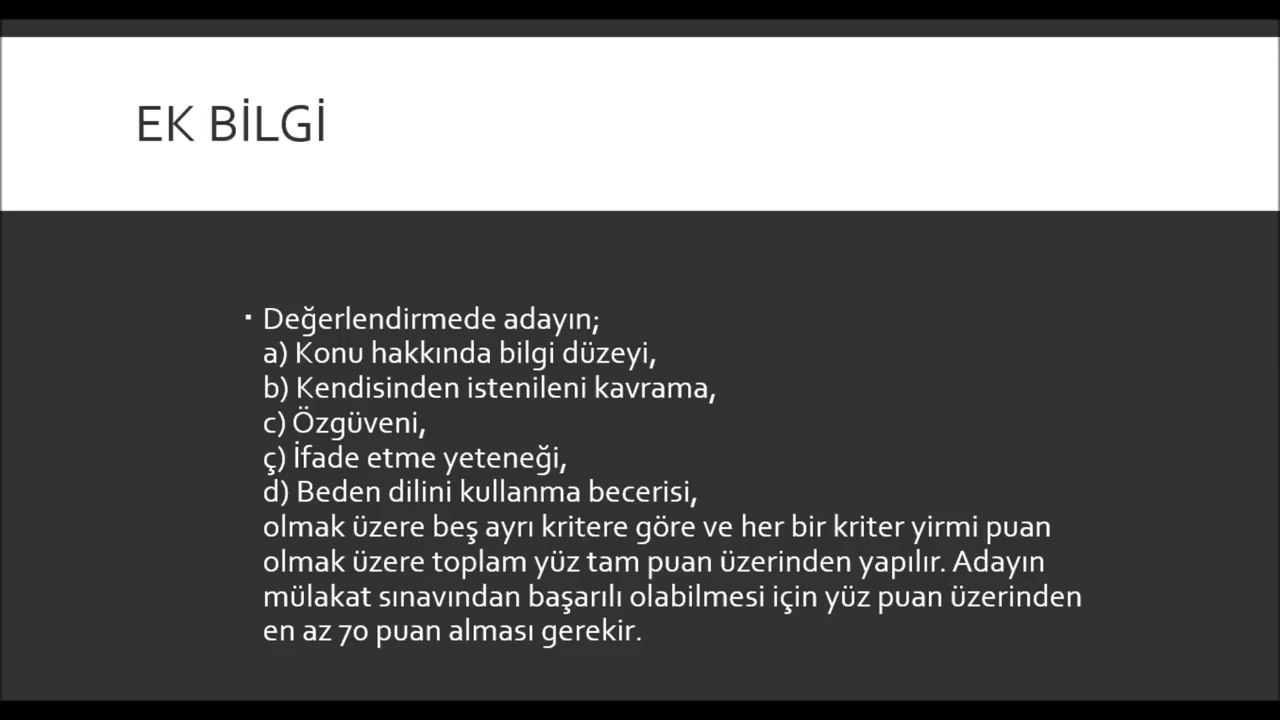 EK BİLGİ
▪ Değerlendirmede adayın;
a) Konu hakkında bilgi düzeyi,
b) Kendisinden istenileni kavrama,
c) Özgüveni,
ç) İfade etme yeteneği,
d) Beden dilini kullanma becerisi,
olmak üzere beş ayrı kritere göre ve her bir kriter yirmi puan
olmak üzere toplam yüz tam puan üzerinden yapılır. Adayın
mülakat sınavından başarılı olabilmesi için yüz puan üzerinden
en az 70 puan alması gerekir.